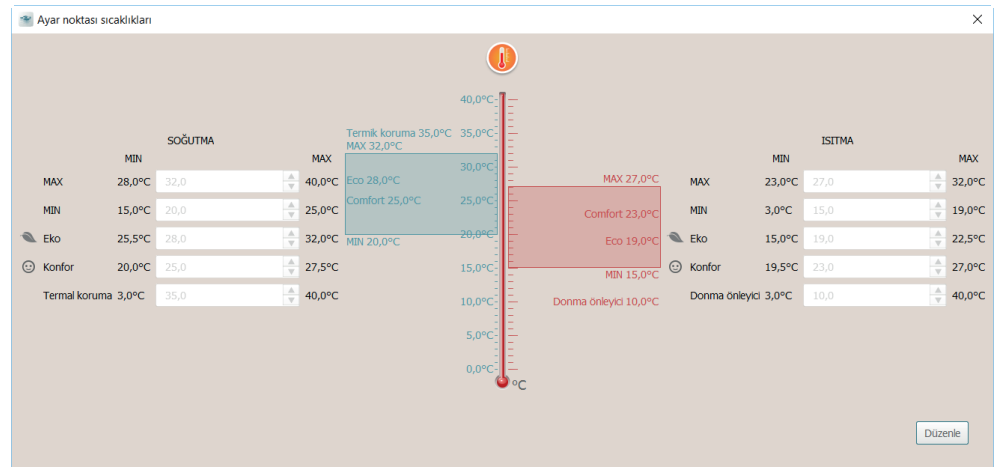 Ayar noktası sıcaklıkları
SOĞUTMA
MIN MAX
MAX 28,0°C 32,0 40,0°C
MIN 15,0°C 20,0 25,0°C
Eko 25,5°C 28,0 32,0°C
Konfor 20,0°C 25,0 27,5°C
Termal koruma 3,0°C 35,0 40,0°C
Termik koruma 35,0°C
MAX 32,0°C
Eco 28,0°C
Comfort 25,0°C
MIN 20,0°C
40,0°C
35,0°C
30,0°C
25,0°C
20,0°C
15,0°C
10,0°C
5,0°C
0,0°C
°C
MAX 27,0°C
Comfort 23,0°C
Eco 19,0°C
MIN 15,0°C
Donma önleyici 10,0°C
ISITMA
MIN MAX
MAX 23,0°C 27,0 32,0°C
MIN 3,0°C 15,0 19,0°C
Eko 15,0°C 19,0 22,5°C
Konfor 19,5°C 23,0 27,0°C
Donma önleyici 3,0°C 10,0 40,0°C
Düzenle